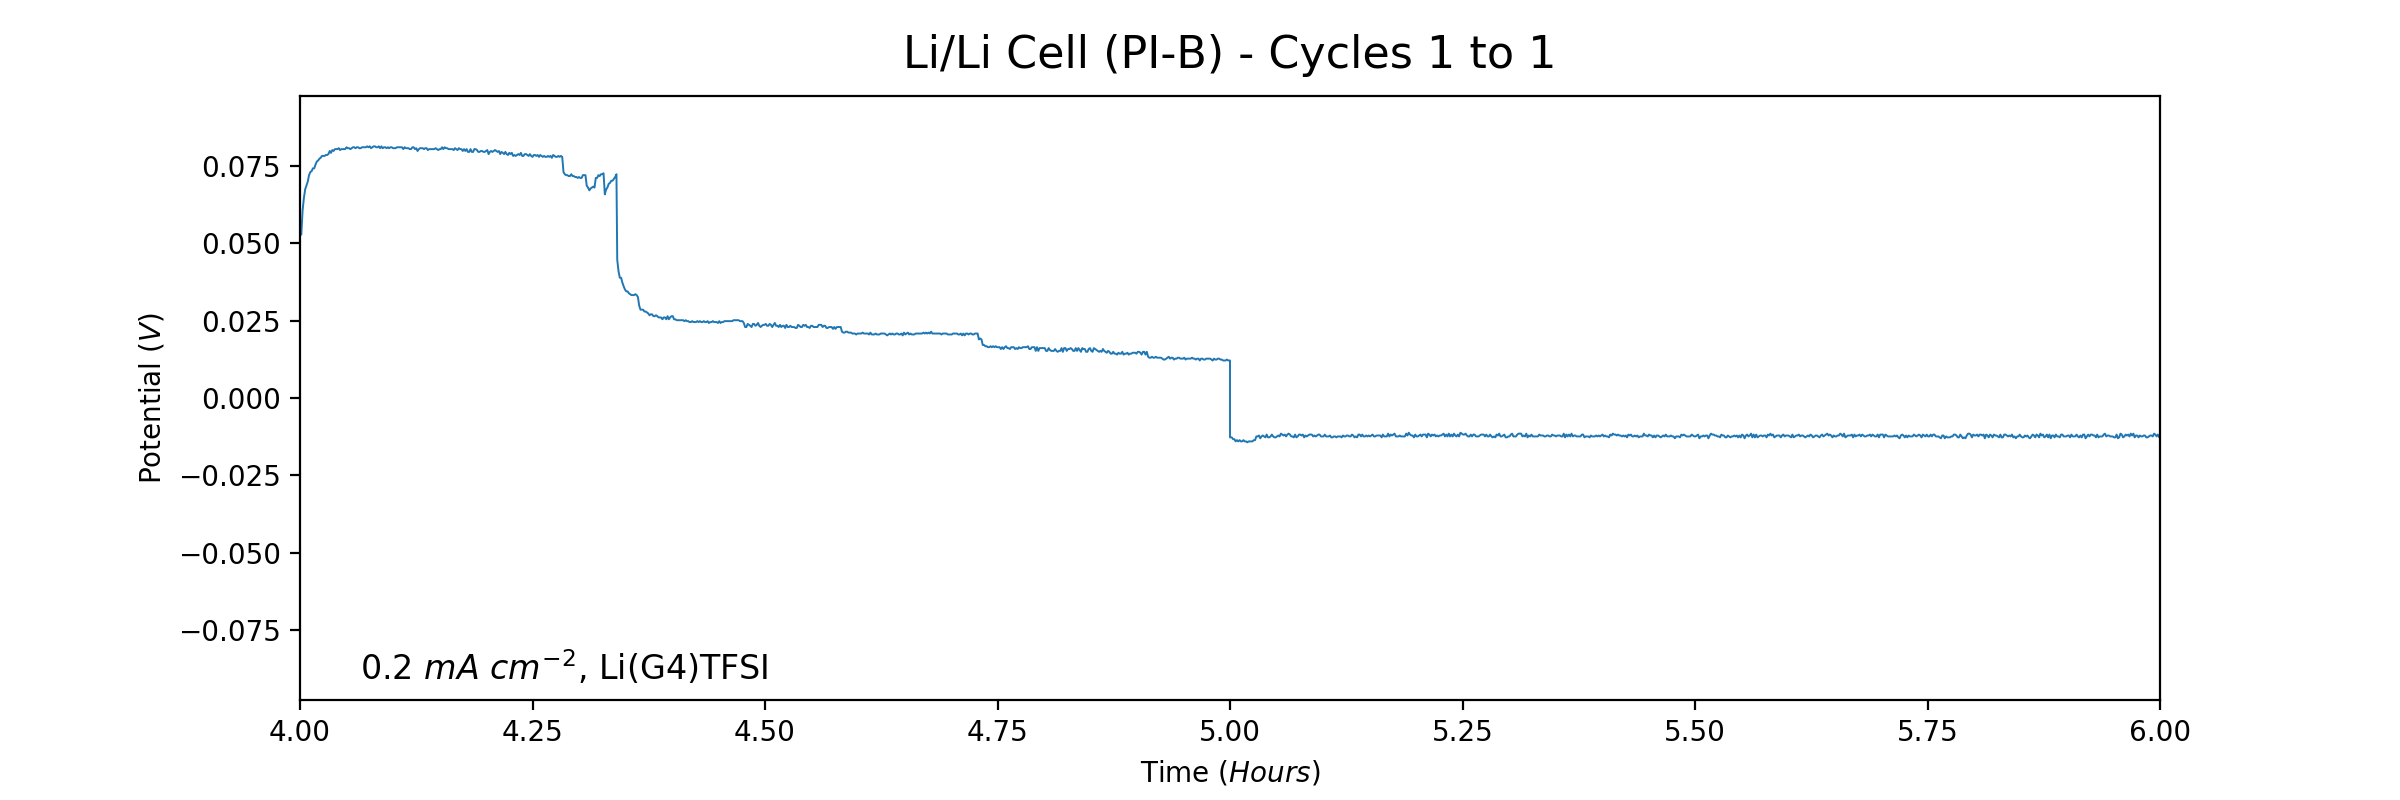 Li/Li Cell (PI-B) - Cycles 1 to 1
Potential (V)
0.075
0.050
0.025
0.000
−0.025
−0.050
−0.075
0.2 mA cm⁻², Li(G4)TFSI
4.00 4.25 4.50 4.75 5.00 5.25 5.50 5.75 6.00
Time (Hours)